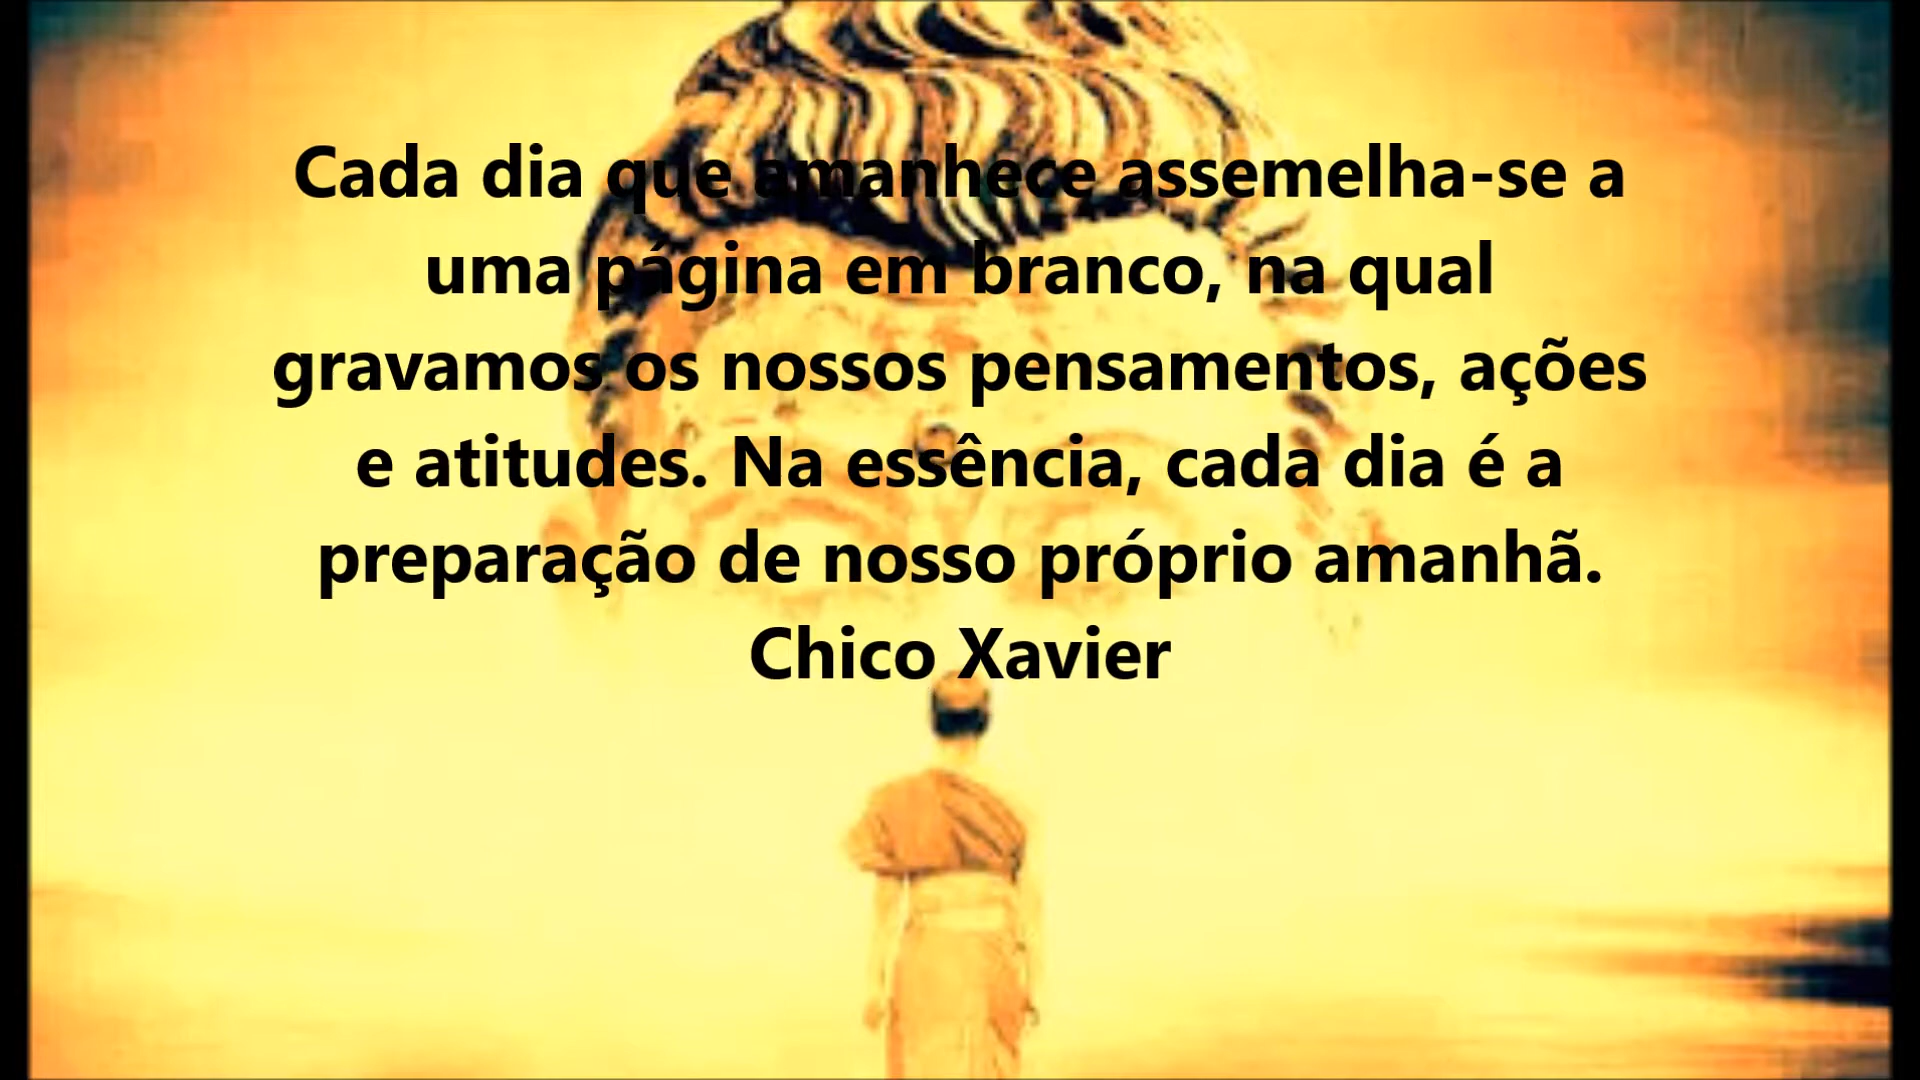 Cada dia que amanhece assemelha-se a
uma página em branco, na qual
gravamos os nossos pensamentos, ações
e atitudes. Na essência, cada dia é a
preparação de nosso próprio amanhã.
Chico Xavier